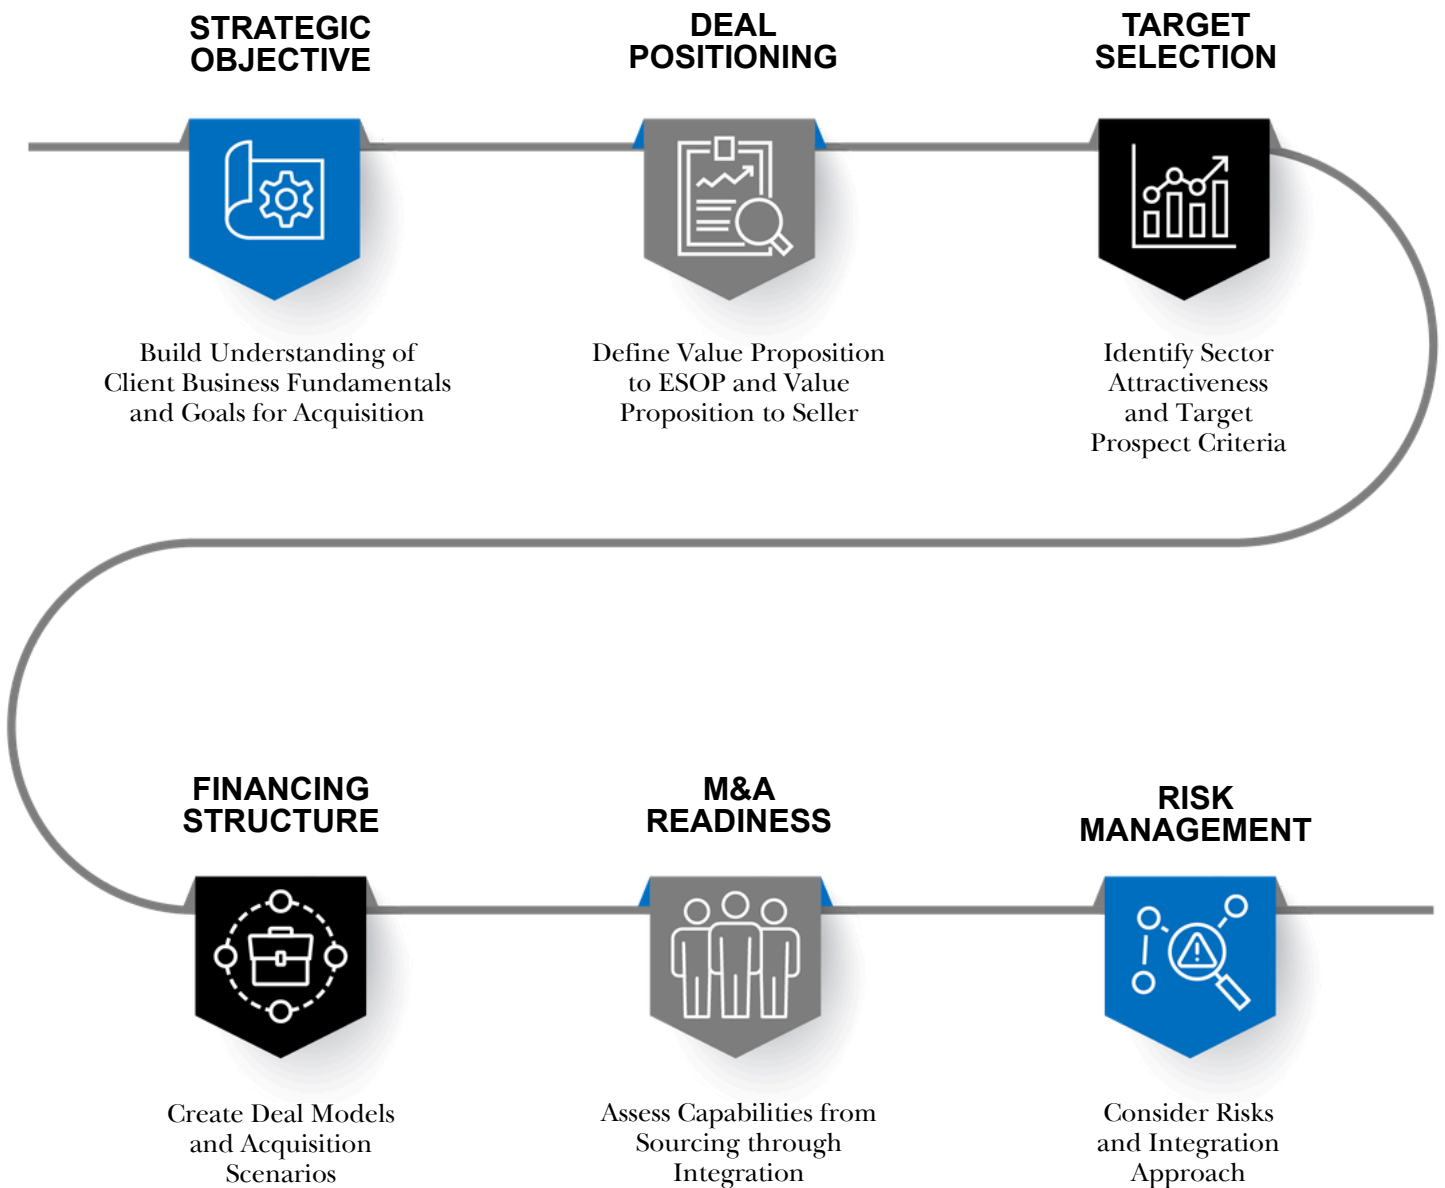 STRATEGIC
OBJECTIVE
Build Understanding of
Client Business Fundamentals
and Goals for Acquisition
DEAL
POSITIONING
Define Value Proposition
to ESOP and Value
Proposition to Seller
TARGET
SELECTION
Identify Sector
Attractiveness
and Target
Prospect Criteria
FINANCING
STRUCTURE
Create Deal Models
and Acquisition
Scenarios
M&A
READINESS
Assess Capabilities from
Sourcing through
Integration
RISK
MANAGEMENT
Consider Risks
and Integration
Approach